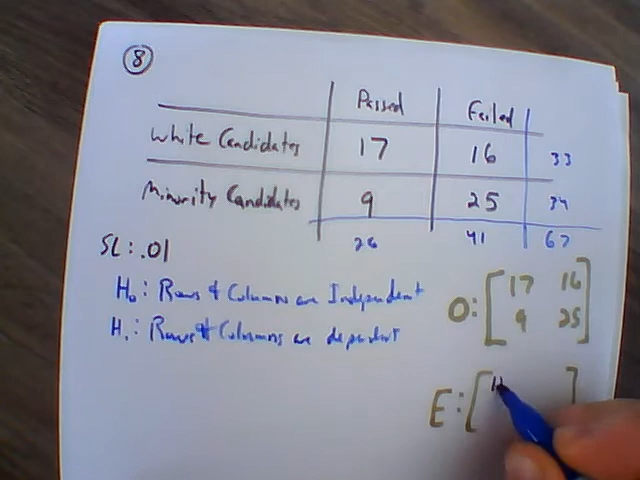 8
Passed Failed
White Candidates 17 16 33
Minority Candidates 9 25 34
26 41 67
SL: .01
H₀: Rows & Columns are Independent
H₁: Rows & Columns are dependent
O: [17 16
9 25]
E: [ ]